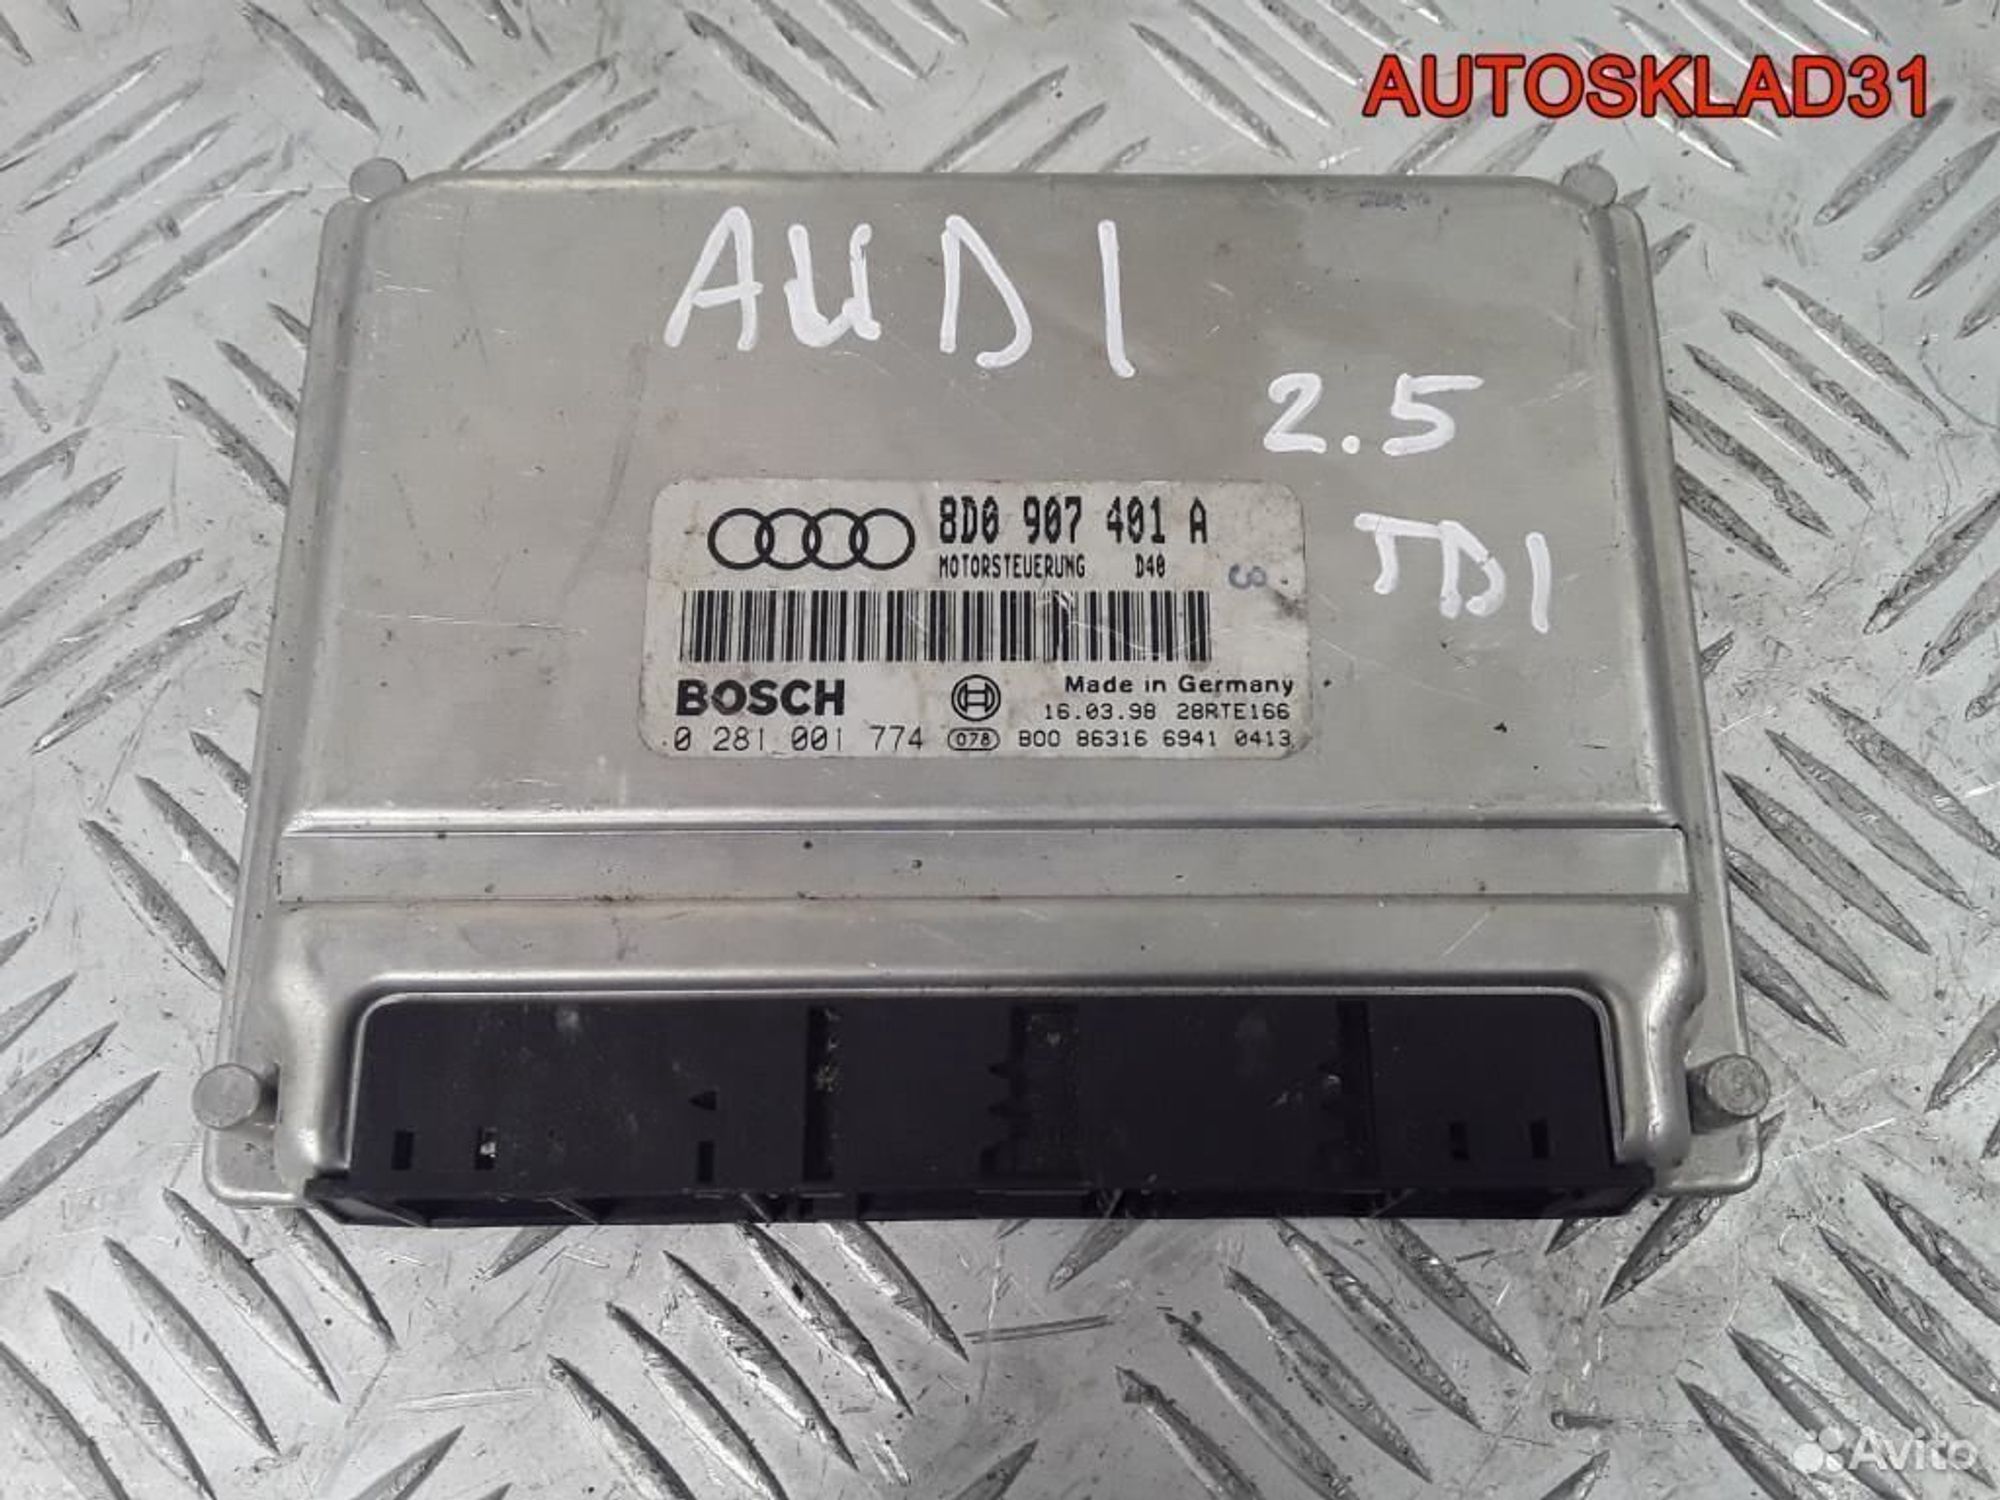 AUTOSKLAD31
AUDI
2.5
TDI
8D0 907 401 A
MOTORSTEUERUNG D40
3
BOSCH
Made in Germany
16.03.98 28RTE166
0 281 001 774 078 B00 86316 6941 0413
Avito